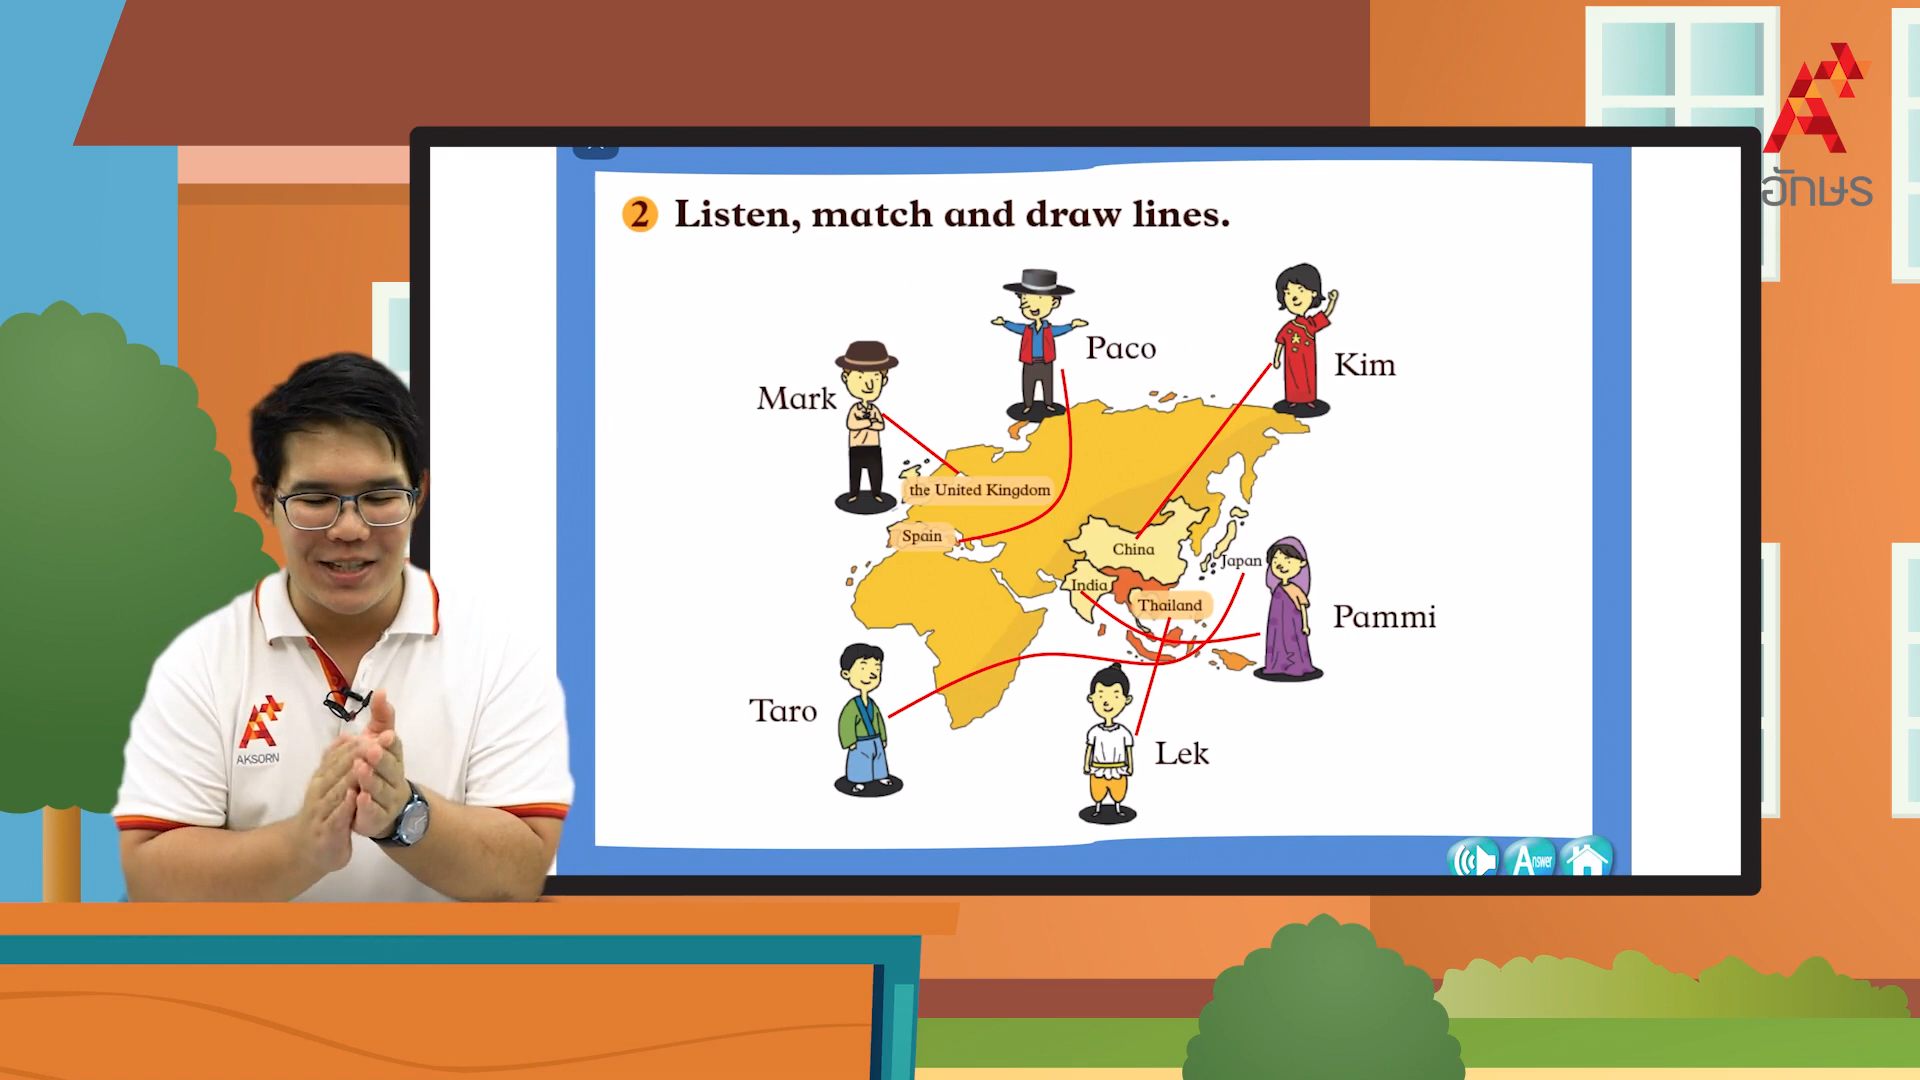 อักษร
2 Listen, match and draw lines.
Paco
Kim
Mark
the United Kingdom
Spain
China
Japan
India
Thailand
Pammi
Taro
Lek
AKSORN
Answer